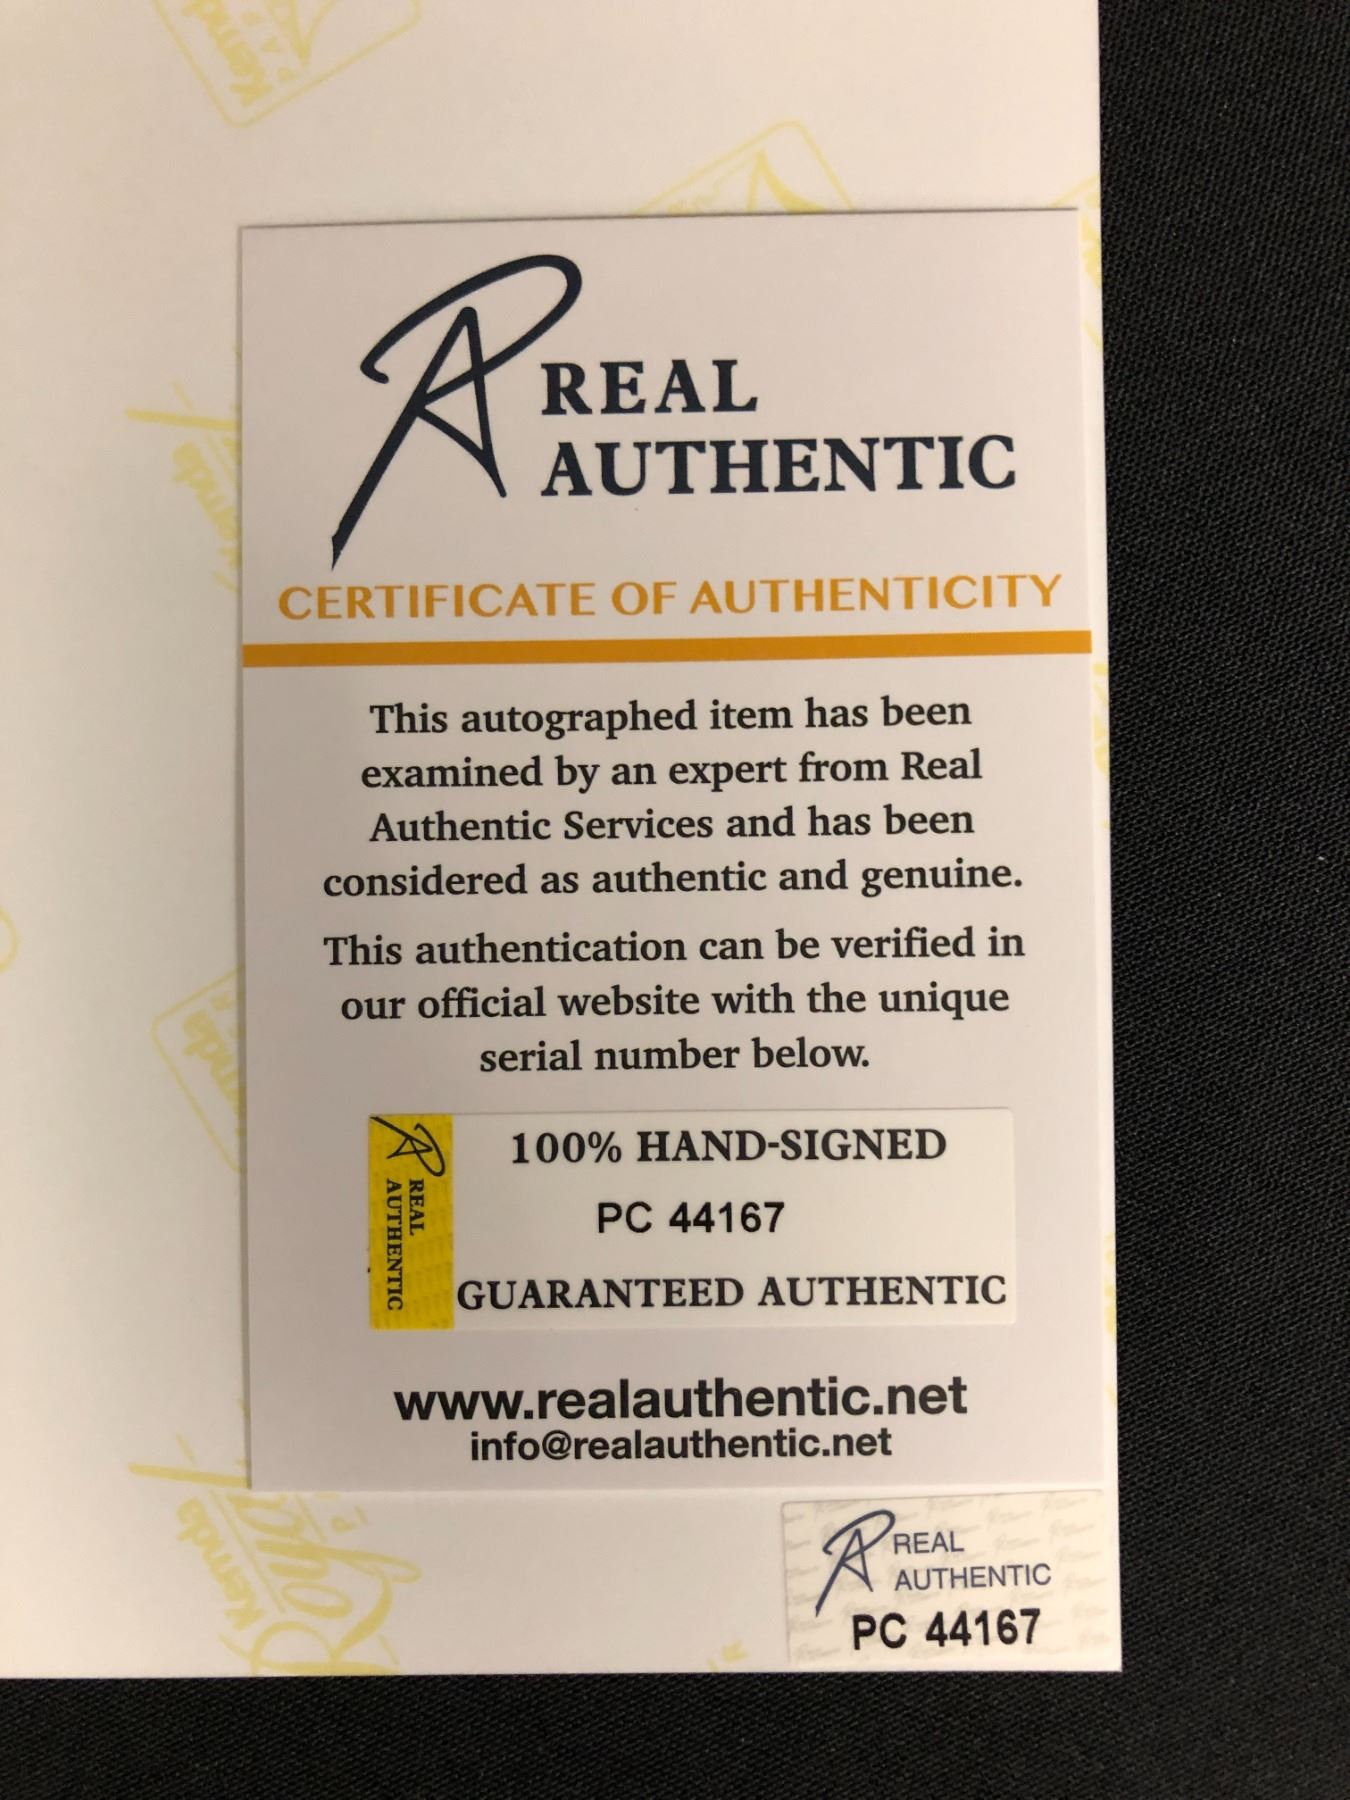 Kemda
REAL
AUTHENTIC
CERTIFICATE OF AUTHENTICITY
This autographed item has been
examined by an expert from Real
Authentic Services and has been
considered as authentic and genuine.
This authentication can be verified in
our official website with the unique
serial number below.
REAL
AUTHENTIC
100% HAND-SIGNED
PC 44167
GUARANTEED AUTHENTIC
www.realauthentic.net
info@realauthentic.net
Kemda
REAL
AUTHENTIC
PC 44167